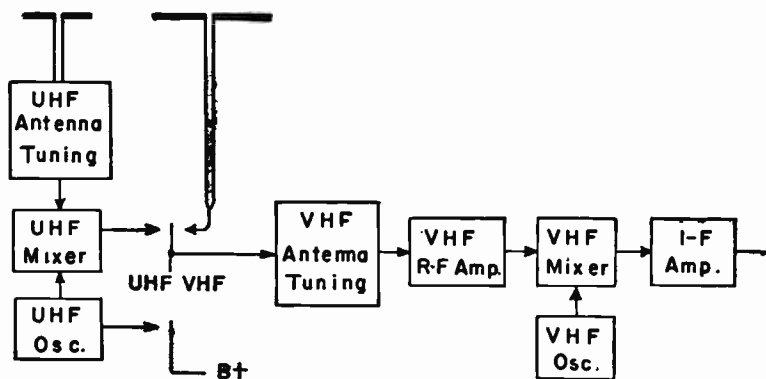 UHF
Antenna
Tuning
UHF
Mixer
UHF
Osc.
UHF VHF
B+
VHF
Antenna
Tuning
VHF
R-F Amp.
VHF
Mixer
VHF
Osc.
I-F
Amp.